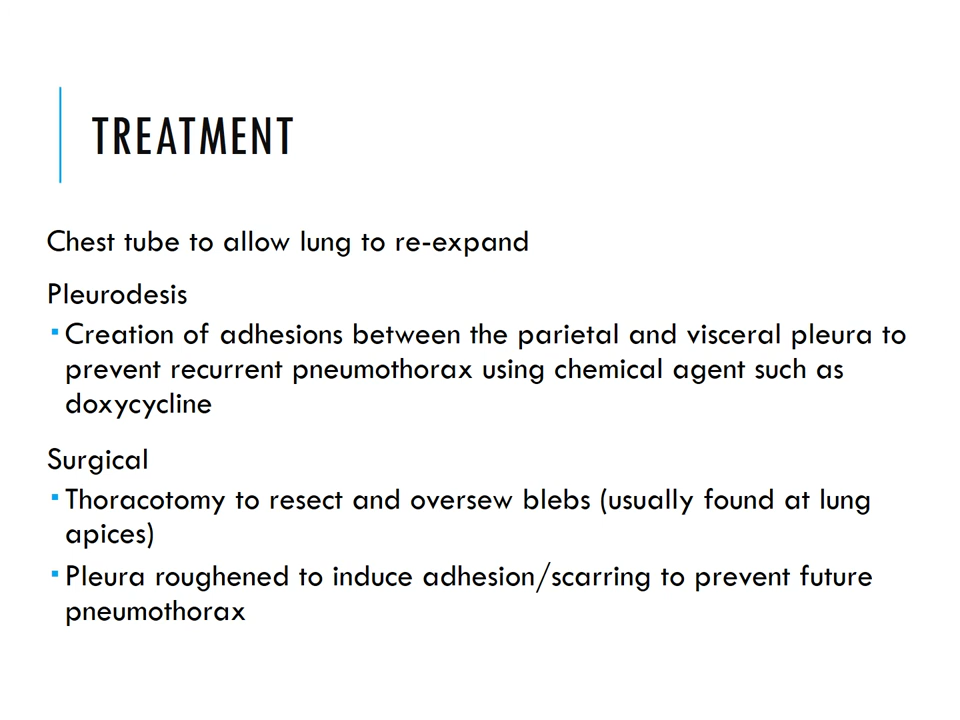 TREATMENT
Chest tube to allow lung to re-expand
Pleurodesis
▪ Creation of adhesions between the parietal and visceral pleura to
prevent recurrent pneumothorax using chemical agent such as
doxycycline
Surgical
▪ Thoracotomy to resect and oversew blebs (usually found at lung
apices)
▪ Pleura roughened to induce adhesion/scarring to prevent future
pneumothorax